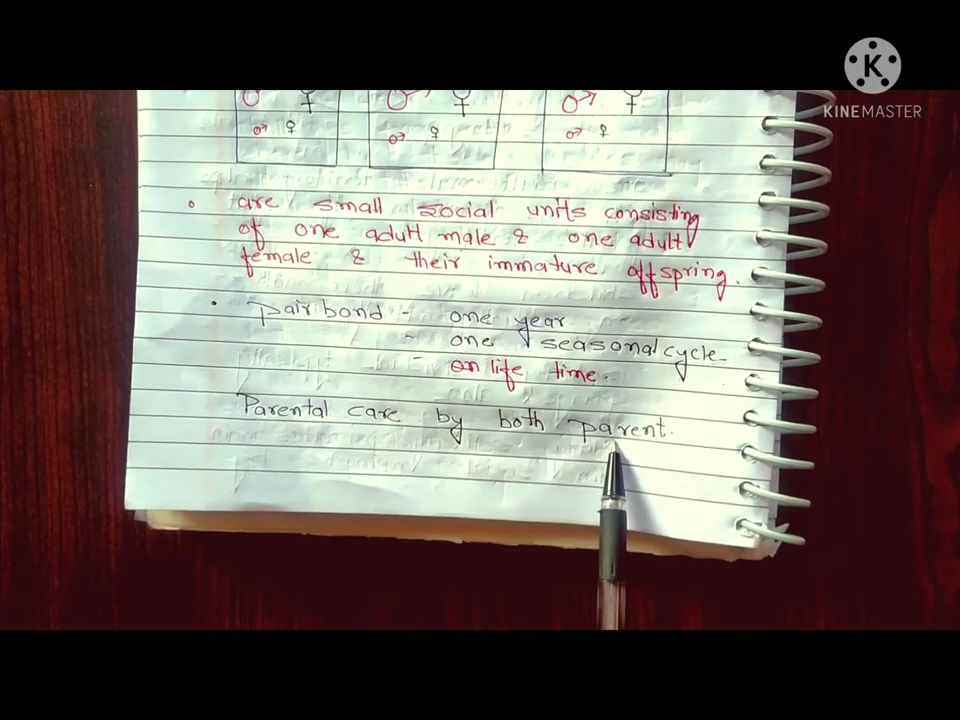 K
KINEMASTER
♂ ♀ ♂ ♀ ♂ ♀
♂ ♀ ♂ ♀ ♂ ♀
are small social units consisting
of one adult male & one adult
female & their immature offspring.
• pair bond - one year
- one seasonal cycle
- on life time.
Parental care by both parent.